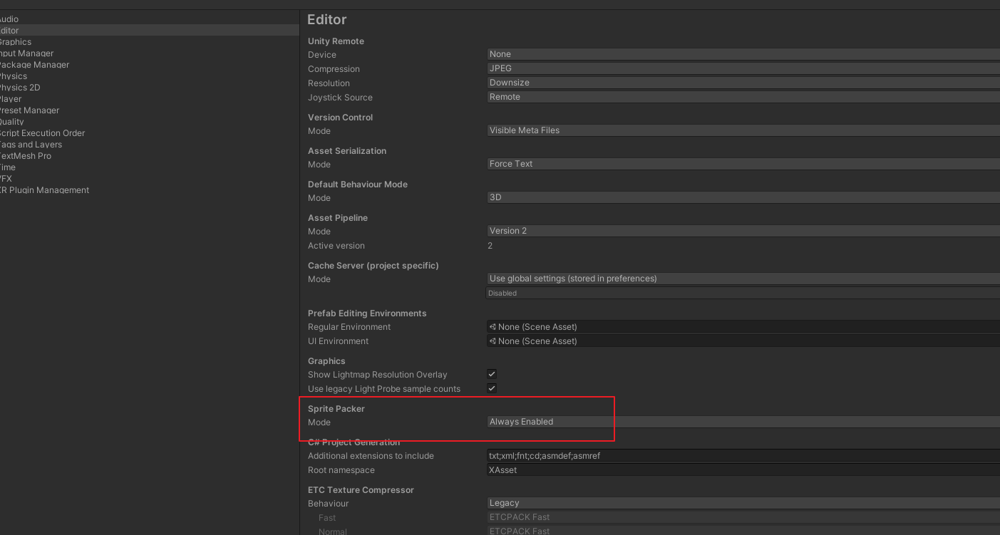 Audio
Editor
Graphics
Input Manager
Package Manager
Physics
Physics 2D
Player
Preset Manager
Quality
Script Execution Order
Tags and Layers
TextMesh Pro
Time
VFX
XR Plugin Management
Editor
Unity Remote
Device None
Compression JPEG
Resolution Downsize
Joystick Source Remote
Version Control
Mode Visible Meta Files
Asset Serialization
Mode Force Text
Default Behaviour Mode
Mode 3D
Asset Pipeline
Mode Version 2
Active version 2
Cache Server (project specific)
Mode Use global settings (stored in preferences)
Disabled
Prefab Editing Environments
Regular Environment None (Scene Asset)
UI Environment None (Scene Asset)
Graphics
Show Lightmap Resolution Overlay
Use legacy Light Probe sample counts
Sprite Packer
Mode Always Enabled
C# Project Generation
Additional extensions to include txt;xml;fnt;cd;asmdef;asmref
Root namespace XAsset
ETC Texture Compressor
Behaviour Legacy
Fast ETCPACK Fast
Normal ETCPACK Fast